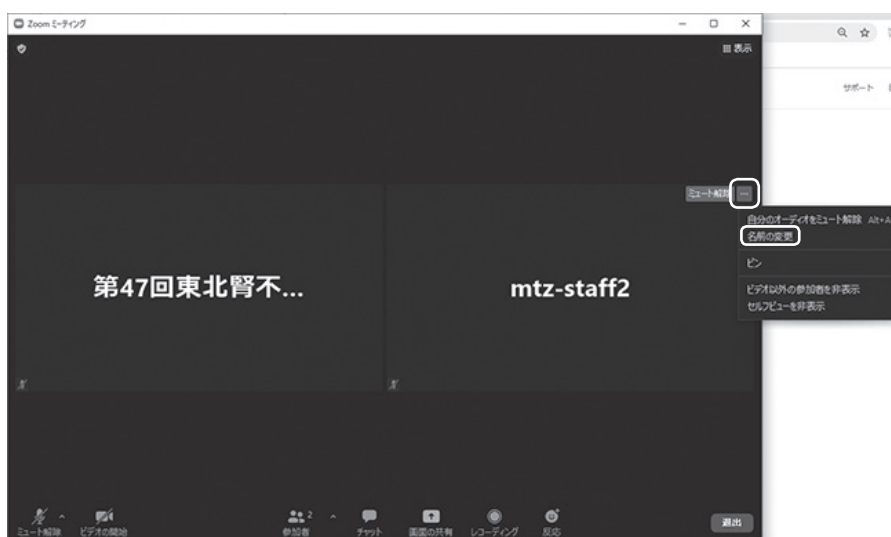 Zoom ミーティング
表示
サポート
ミュート解除
...
自分のオーディオをミュート解除 Alt+A
名前の変更
ピン
ビデオ以外の参加者を非表示
セルフビューを非表示
第47回東北腎不...
mtz-staff2
ミュート解除
ビデオの開始
2
参加者
チャット
画面の共有
レコーディング
反応
退出